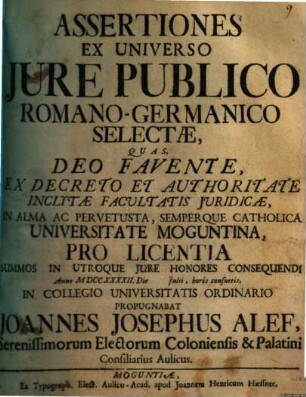 9
ASSERTIONES
EX UNIVERSO
JURE PUBLICO
ROMANO-GERMANICO
SELECTÆ,
QUAS,
DEO FAVENTE,
EX DECRETO ET AUTHORITATE
INCLITÆ FACULTATIS JURIDICÆ,
IN ALMA AC PERVETUSTA, SEMPERQUE CATHOLICA
UNIVERSITATE MOGUNTINA,
PRO LICENTIA
SUMMOS IN UTROQUE JURE HONORES CONSEQUENDI
Anno MDCCXXXXII. Die Julii, horis consuetis.
IN COLLEGIO UNIVERSITATIS ORDINARIO
PROPUGNABAT
JOANNES JOSEPHUS ALEF,
Serenissimorum Electorum Coloniensis & Palatini
Consiliarius Aulicus.
MOGUNTIÆ,
Ex Typograph. Elect. Aulico-Acad. apud Joannem Henricum Hæffner.